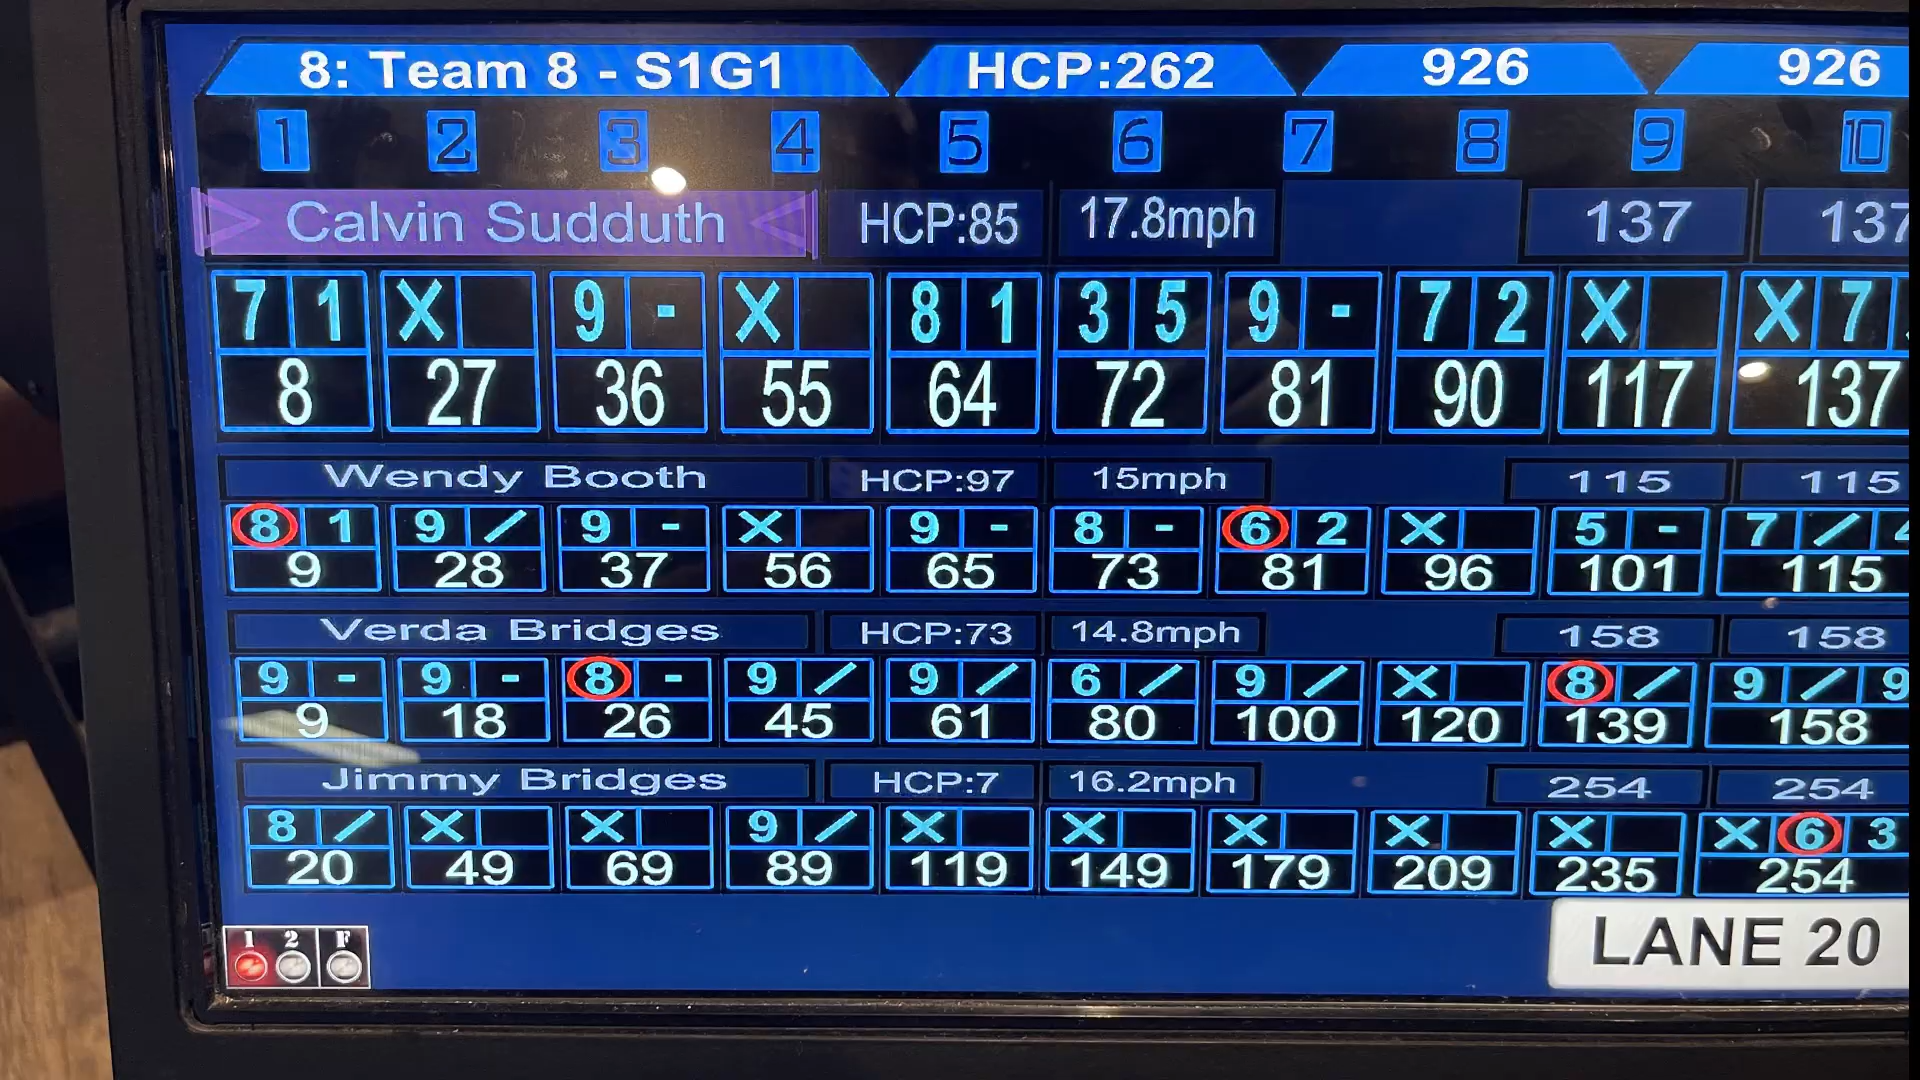 8: Team 8 - S1G1 HCP:262 926 926
1 2 3 4 5 6 7 8 9 10
Calvin Sudduth HCP:85 17.8mph 137 137
7 1 X 9 - X 8 1 3 5 9 - 7 2 X X 7
8 27 36 55 64 72 81 90 117 137
Wendy Booth HCP:97 15mph 115 115
8 1 9 / 9 - X 9 - 8 - 6 2 X 5 - 7 / 4
9 28 37 56 65 73 81 96 101 115
Verda Bridges HCP:73 14.8mph 158 158
9 - 9 - 8 - 9 / 9 / 6 / 9 / X 8 / 9 / 9
9 18 26 45 61 80 100 120 139 158
Jimmy Bridges HCP:7 16.2mph 254 254
8 / X X 9 / X X X X X X 6 3
20 49 69 89 119 149 179 209 235 254
1 2 F
LANE 20